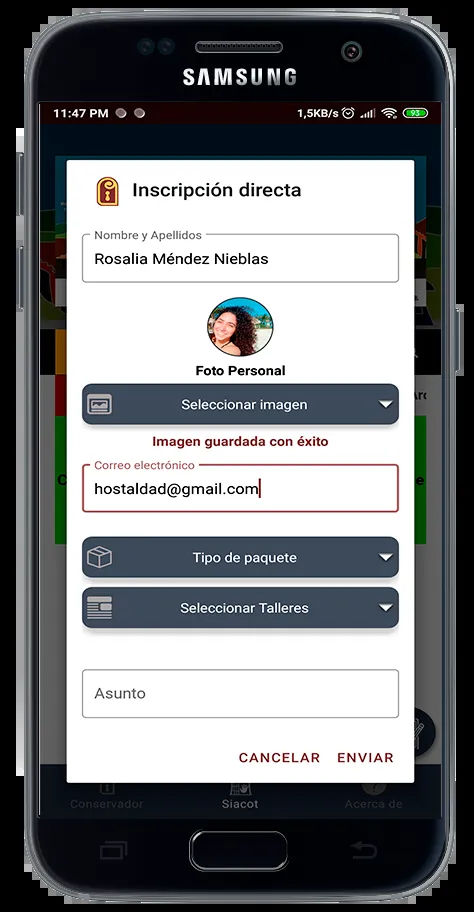 SAMSUNG
11:47 PM 1,5KB/s 93
Inscripción directa
Nombre y Apellidos
Rosalia Méndez Nieblas
Foto Personal
Seleccionar imagen
Imagen guardada con éxito
Correo electrónico
hostaldad@gmail.com
Tipo de paquete
Seleccionar Talleres
Asunto
CANCELAR ENVIAR
Conservador Siacot Acerca de